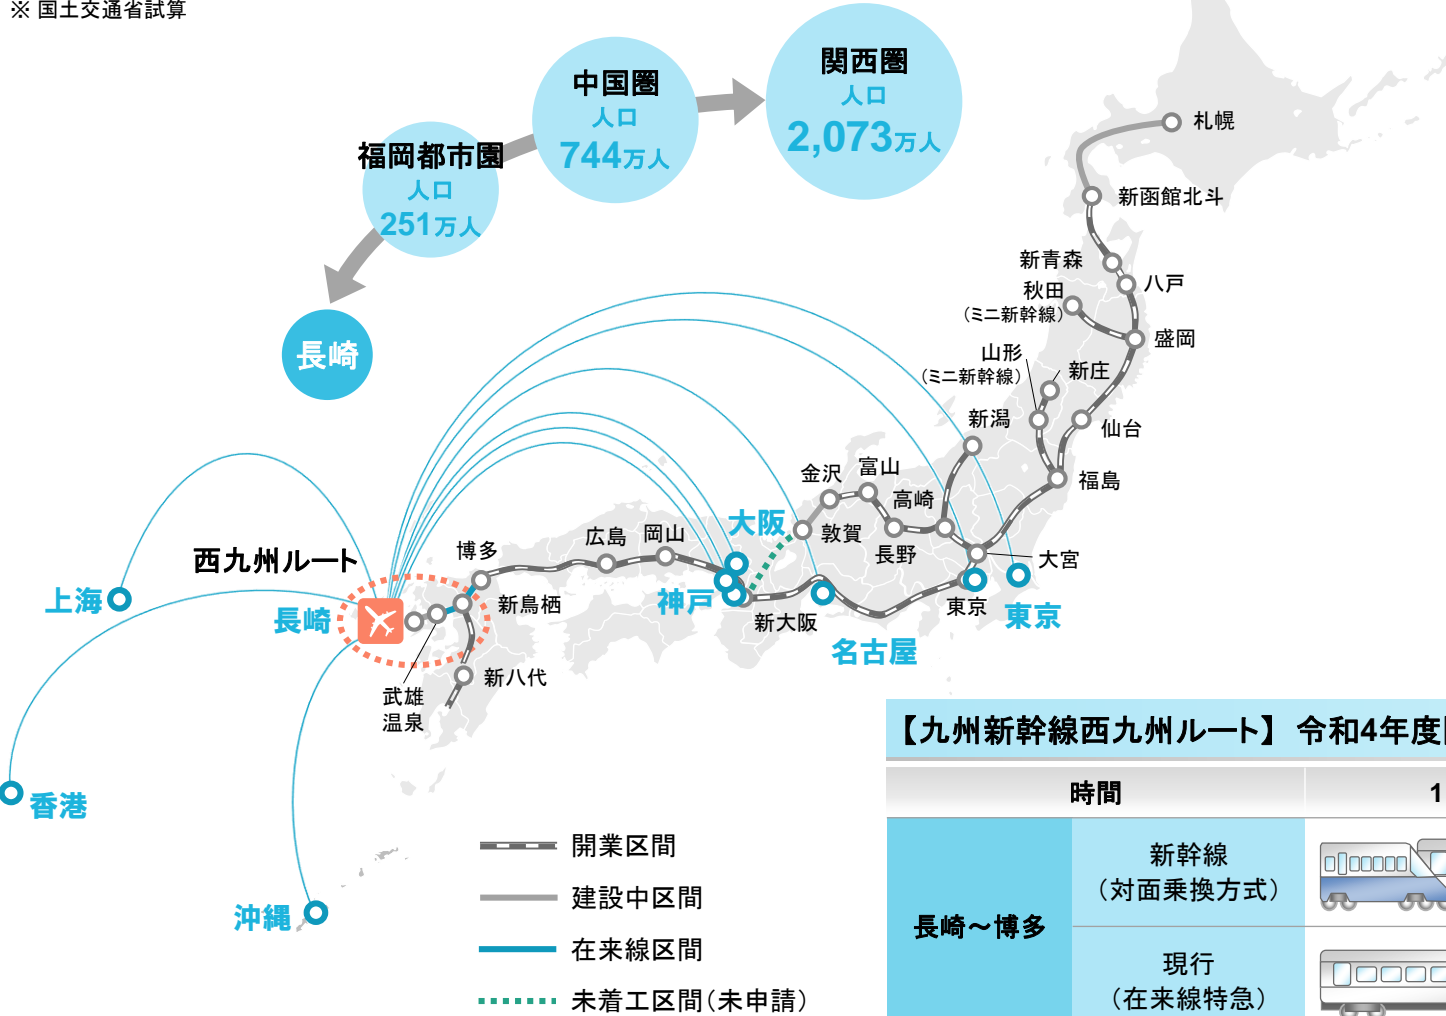 ※ 国土交通省試算
関西圏
人口
2,073万人
中国圏
人口
744万人
福岡都市圏
人口
251万人
長崎
札幌
新函館北斗
新青森
八戸
秋田
（ミニ新幹線）
盛岡
山形
（ミニ新幹線）
新庄
新潟
仙台
金沢
富山
高崎
福島
大阪
敦賀
長野
大宮
広島
岡山
博多
西九州ルート
上海
長崎
新鳥栖
神戸
新大阪
東京
東京
名古屋
新八代
武雄
温泉
香港
沖縄
開業区間
建設中区間
在来線区間
未着工区間（未申請）
【九州新幹線西九州ルート】 令和4年度
時間
1
長崎～博多
新幹線
（対面乗換方式）
現行
（在来線特急）